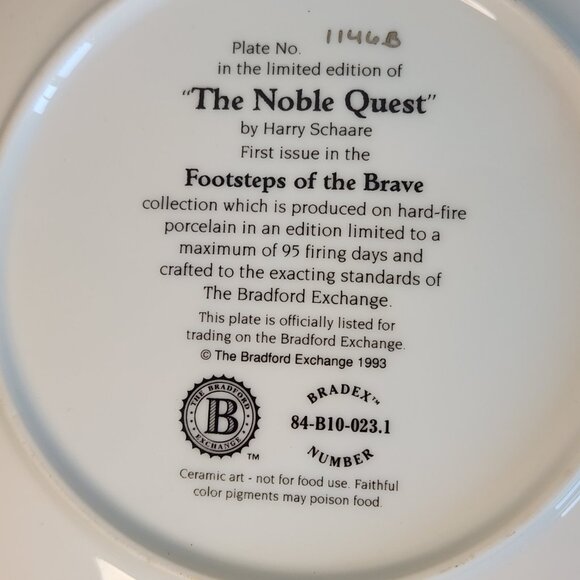 Plate No. 1146B
in the limited edition of
"The Noble Quest"
by Harry Schaare
First issue in the
Footsteps of the Brave
collection which is produced on hard-fire
porcelain in an edition limited to a
maximum of 95 firing days and
crafted to the exacting standards of
The Bradford Exchange.
This plate is officially listed for
trading on the Bradford Exchange.
© The Bradford Exchange 1993
THE BRADFORD
B
EXCHANGE
TM
BRADEX™
84-B10-023.1
NUMBER
Ceramic art - not for food use. Faithful
color pigments may poison food.